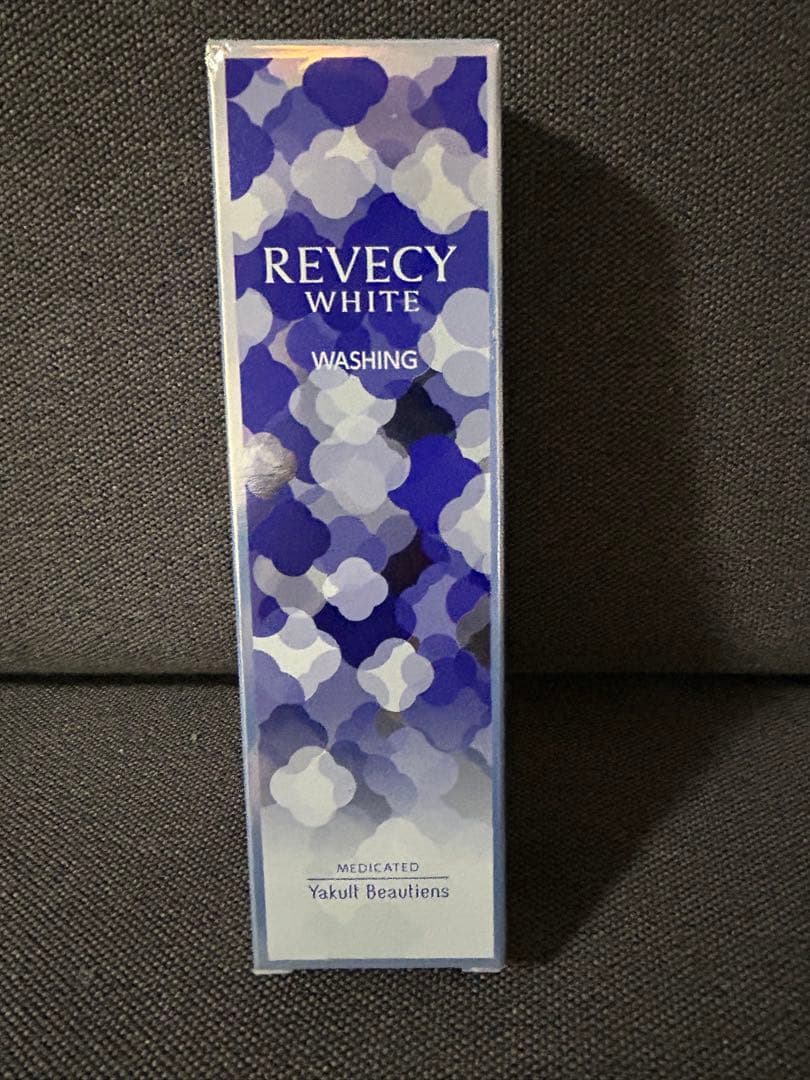 REVECY
WHITE
WASHING
MEDICATED
Yakult Beautiens